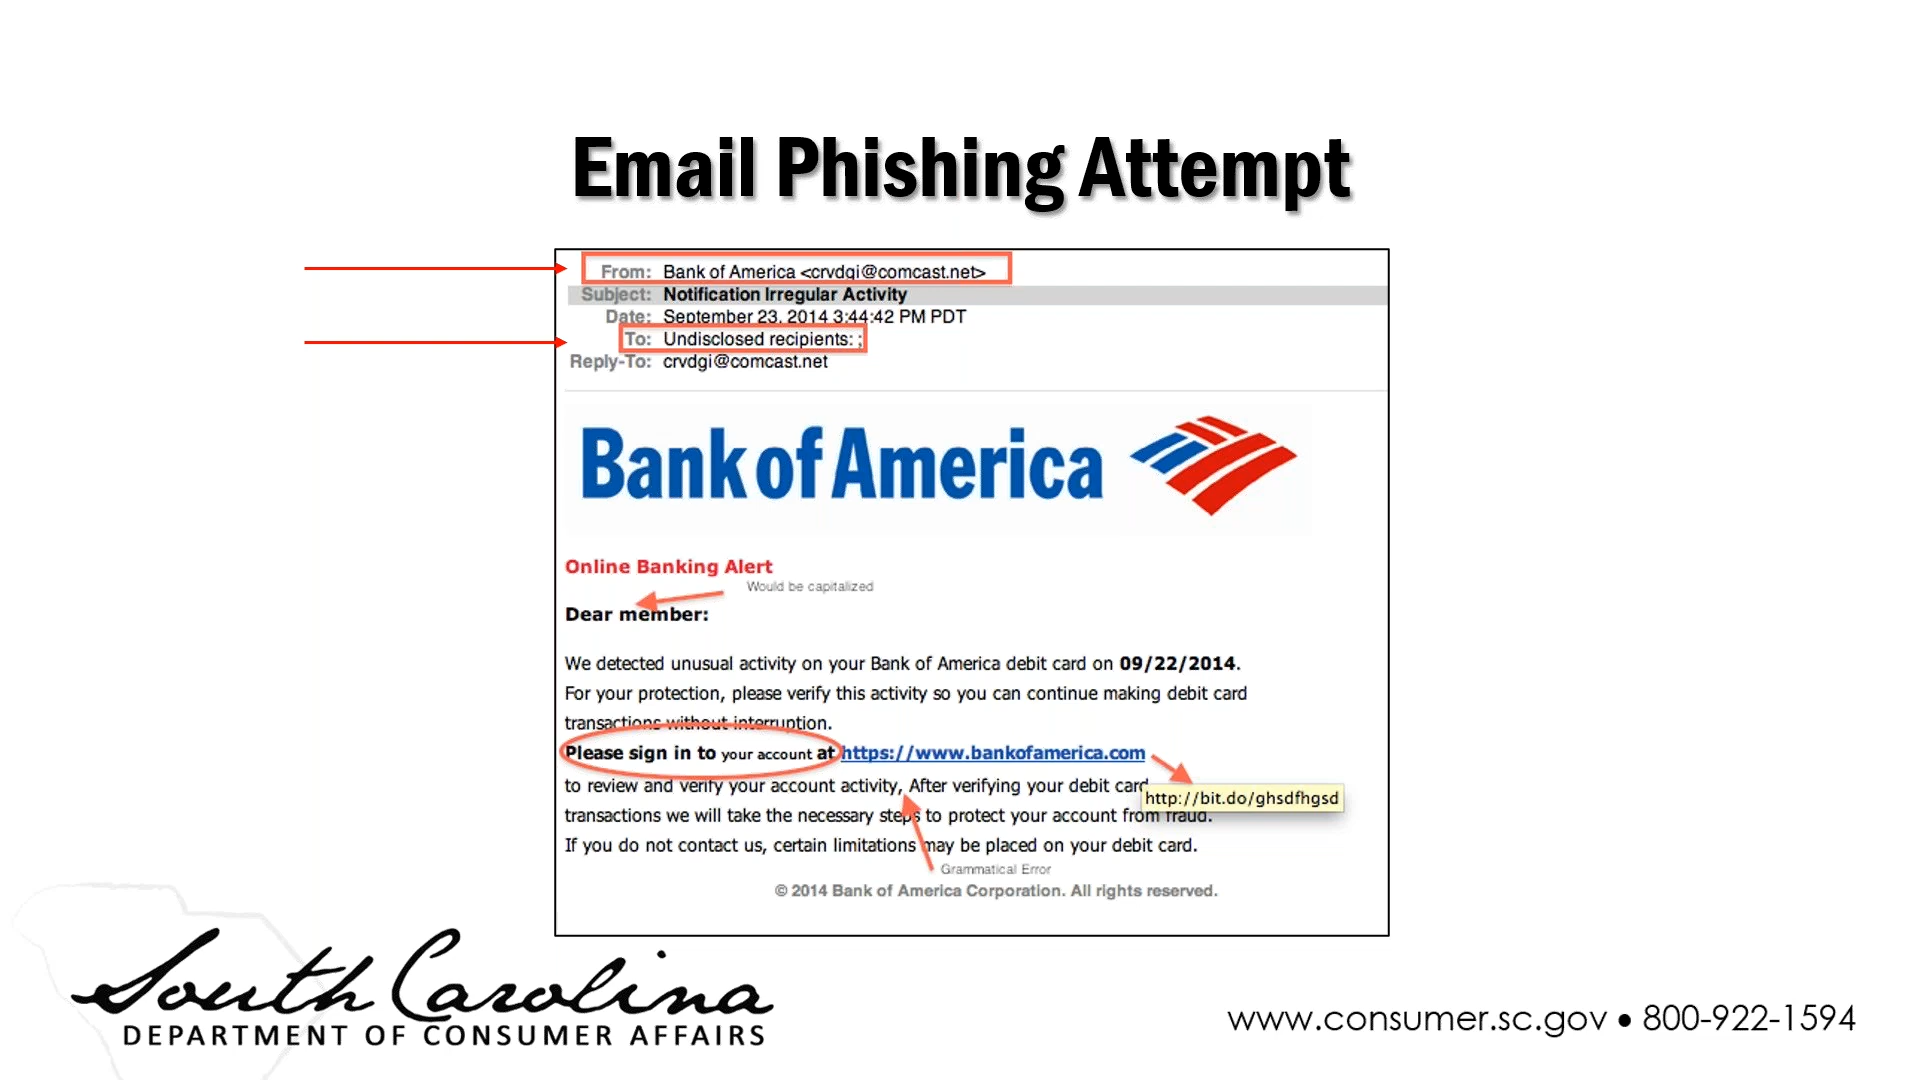 Email Phishing Attempt
From: Bank of America <crvdgi@comcast.net>
Subject: Notification Irregular Activity
Date: September 23, 2014 3:44:42 PM PDT
To: Undisclosed recipients: ;
Reply-To: crvdgi@comcast.net
Bank of America
Online Banking Alert
Would be capitalized
Dear member:
We detected unusual activity on your Bank of America debit card on 09/22/2014.
For your protection, please verify this activity so you can continue making debit card
transactions without interruption.
Please sign in to your account at https://www.bankofamerica.com
to review and verify your account activity, After verifying your debit card
http://bit.do/ghsdfhgsd
transactions we will take the necessary steps to protect your account from fraud.
If you do not contact us, certain limitations may be placed on your debit card.
Grammatical Error
© 2014 Bank of America Corporation. All rights reserved.
South Carolina
DEPARTMENT OF CONSUMER AFFAIRS
www.consumer.sc.gov • 800-922-1594